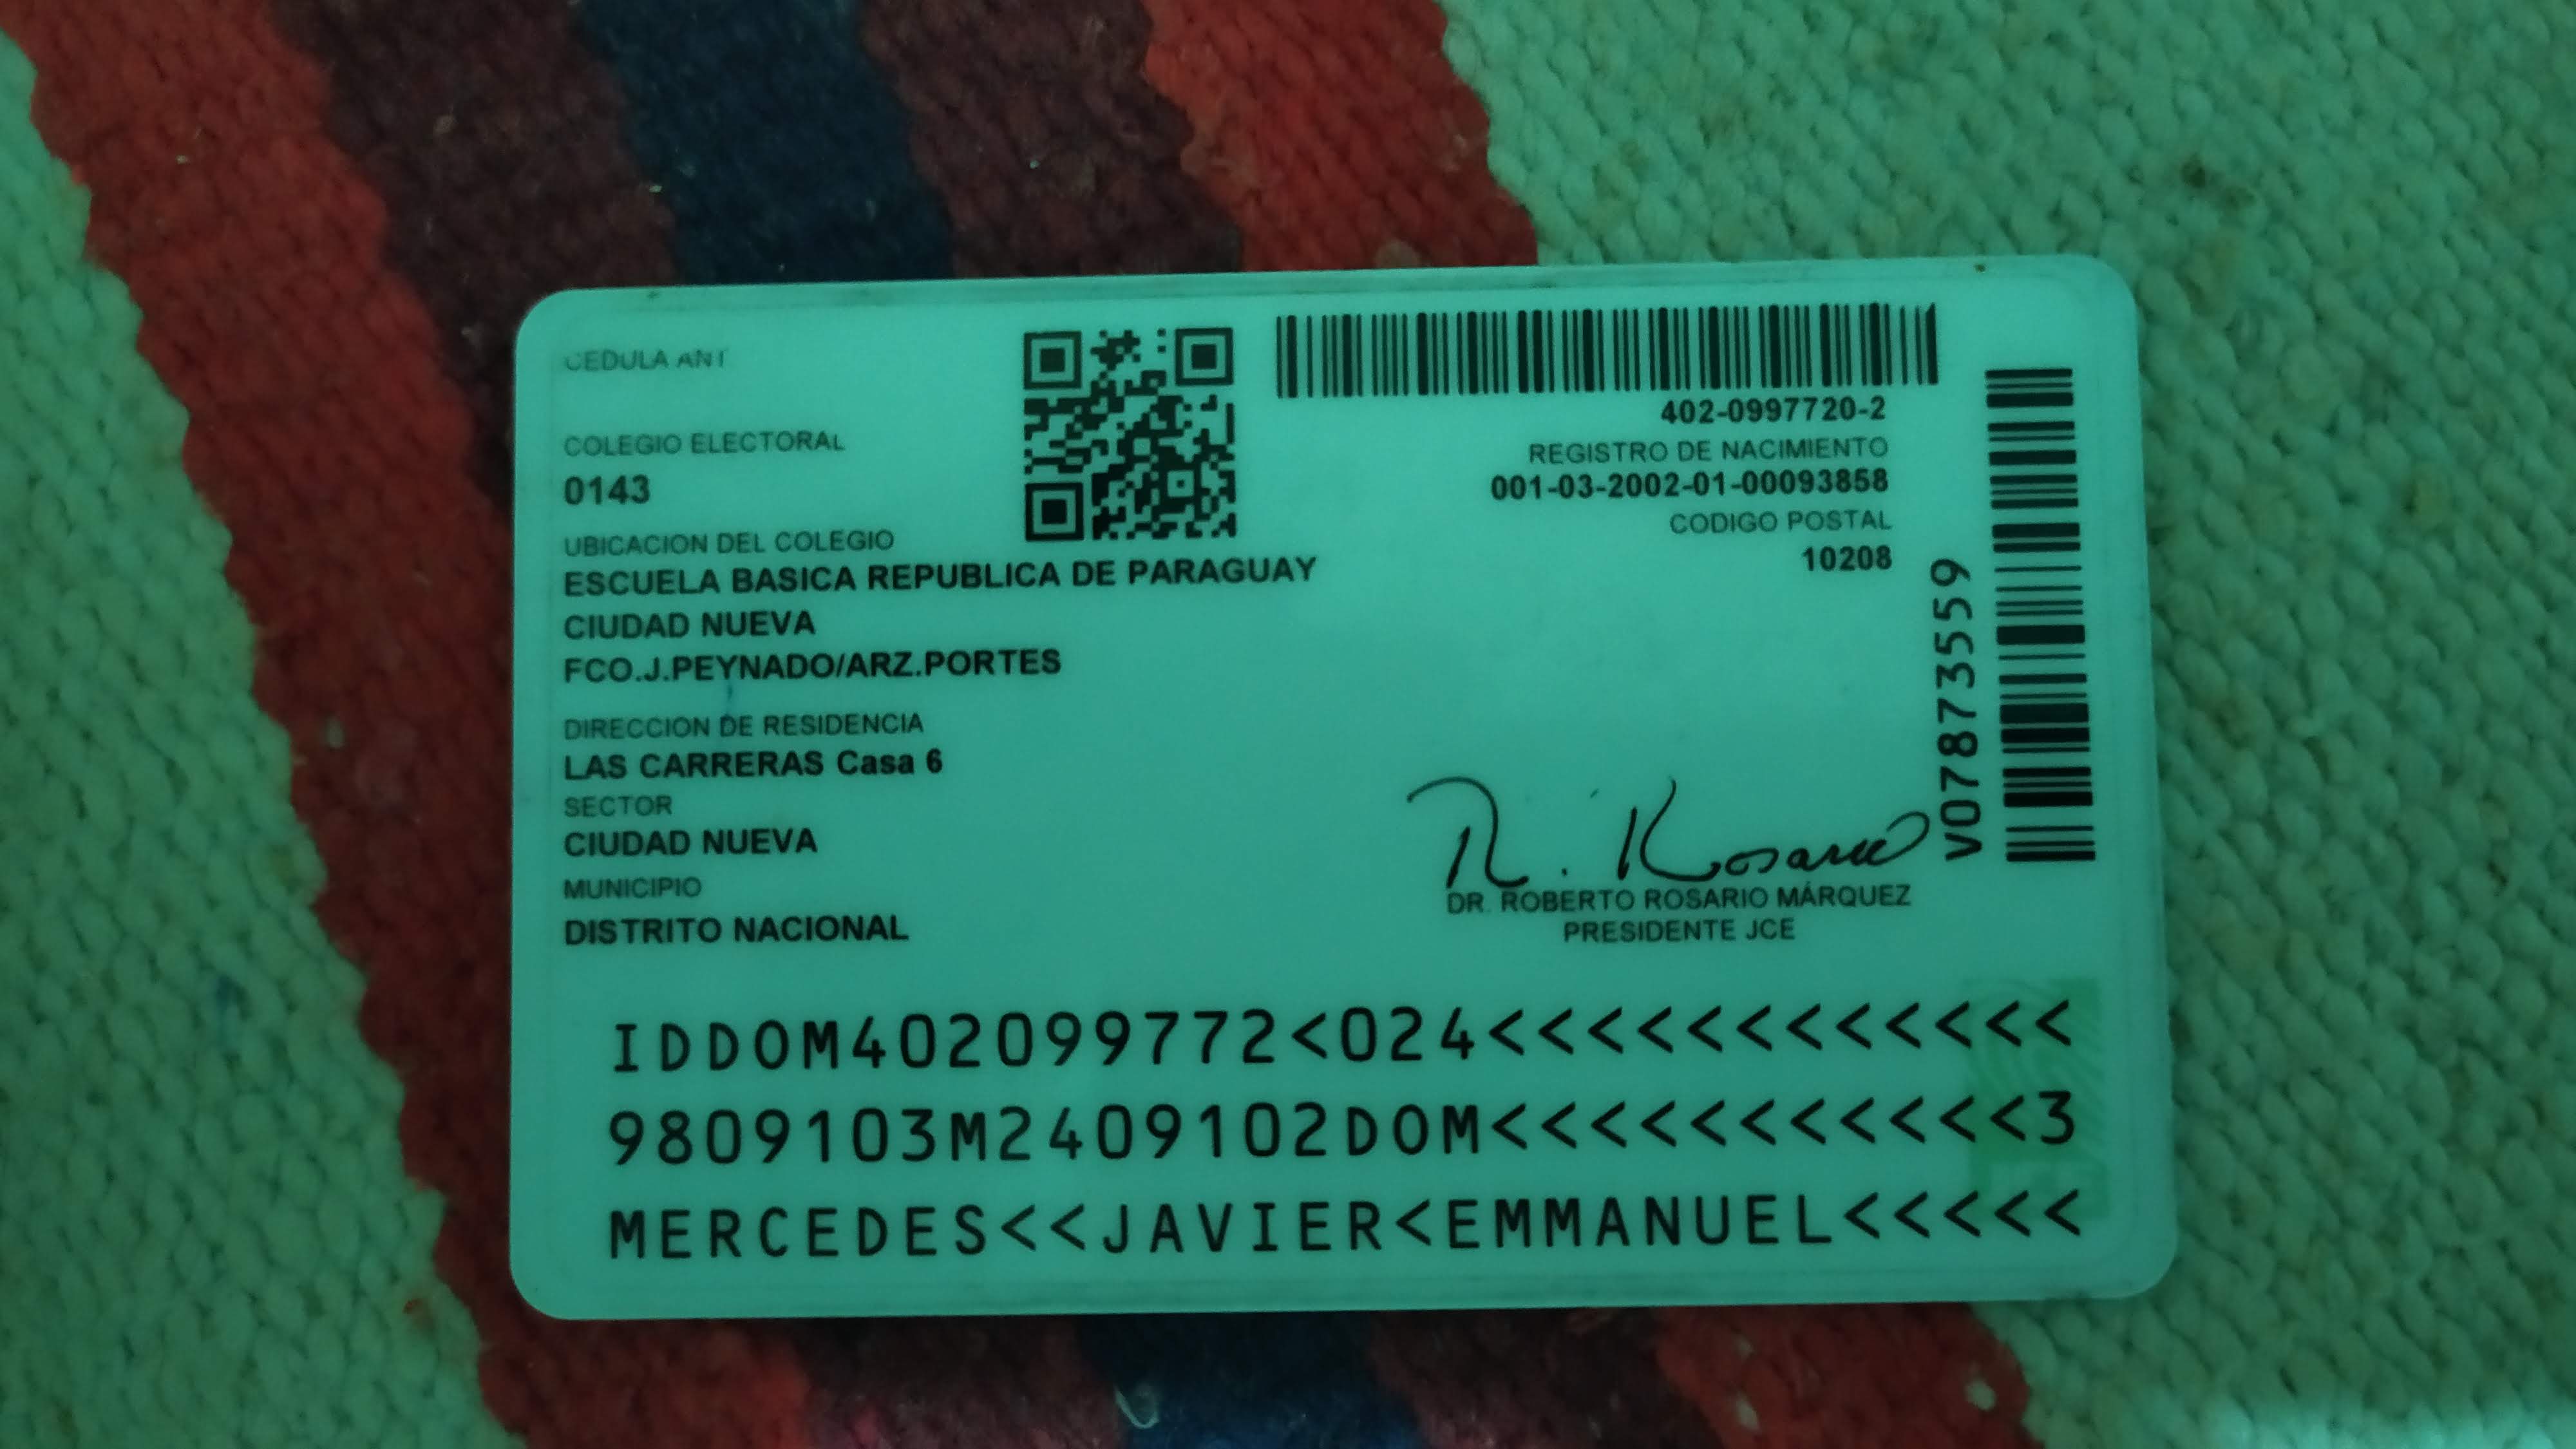 CEDULA ANT
COLEGIO ELECTORAL
0143
UBICACION DEL COLEGIO
ESCUELA BASICA REPUBLICA DE PARAGUAY
CIUDAD NUEVA
FCO.J.PEYNADO/ARZ.PORTES
DIRECCION DE RESIDENCIA
LAS CARRERAS Casa 6
SECTOR
CIUDAD NUEVA
MUNICIPIO
DISTRITO NACIONAL
402-0997720-2
REGISTRO DE NACIMIENTO
001-03-2002-01-00093858
CODIGO POSTAL
10208
V07873559
R. Rosario
DR. ROBERTO ROSARIO MÁRQUEZ
PRESIDENTE JCE
IDDOM402099772<024<<<<<<<<<<<<
9809103M2409102DOM<<<<<<<<<<<3
MERCEDES<<JAVIER<EMMANUEL<<<<<